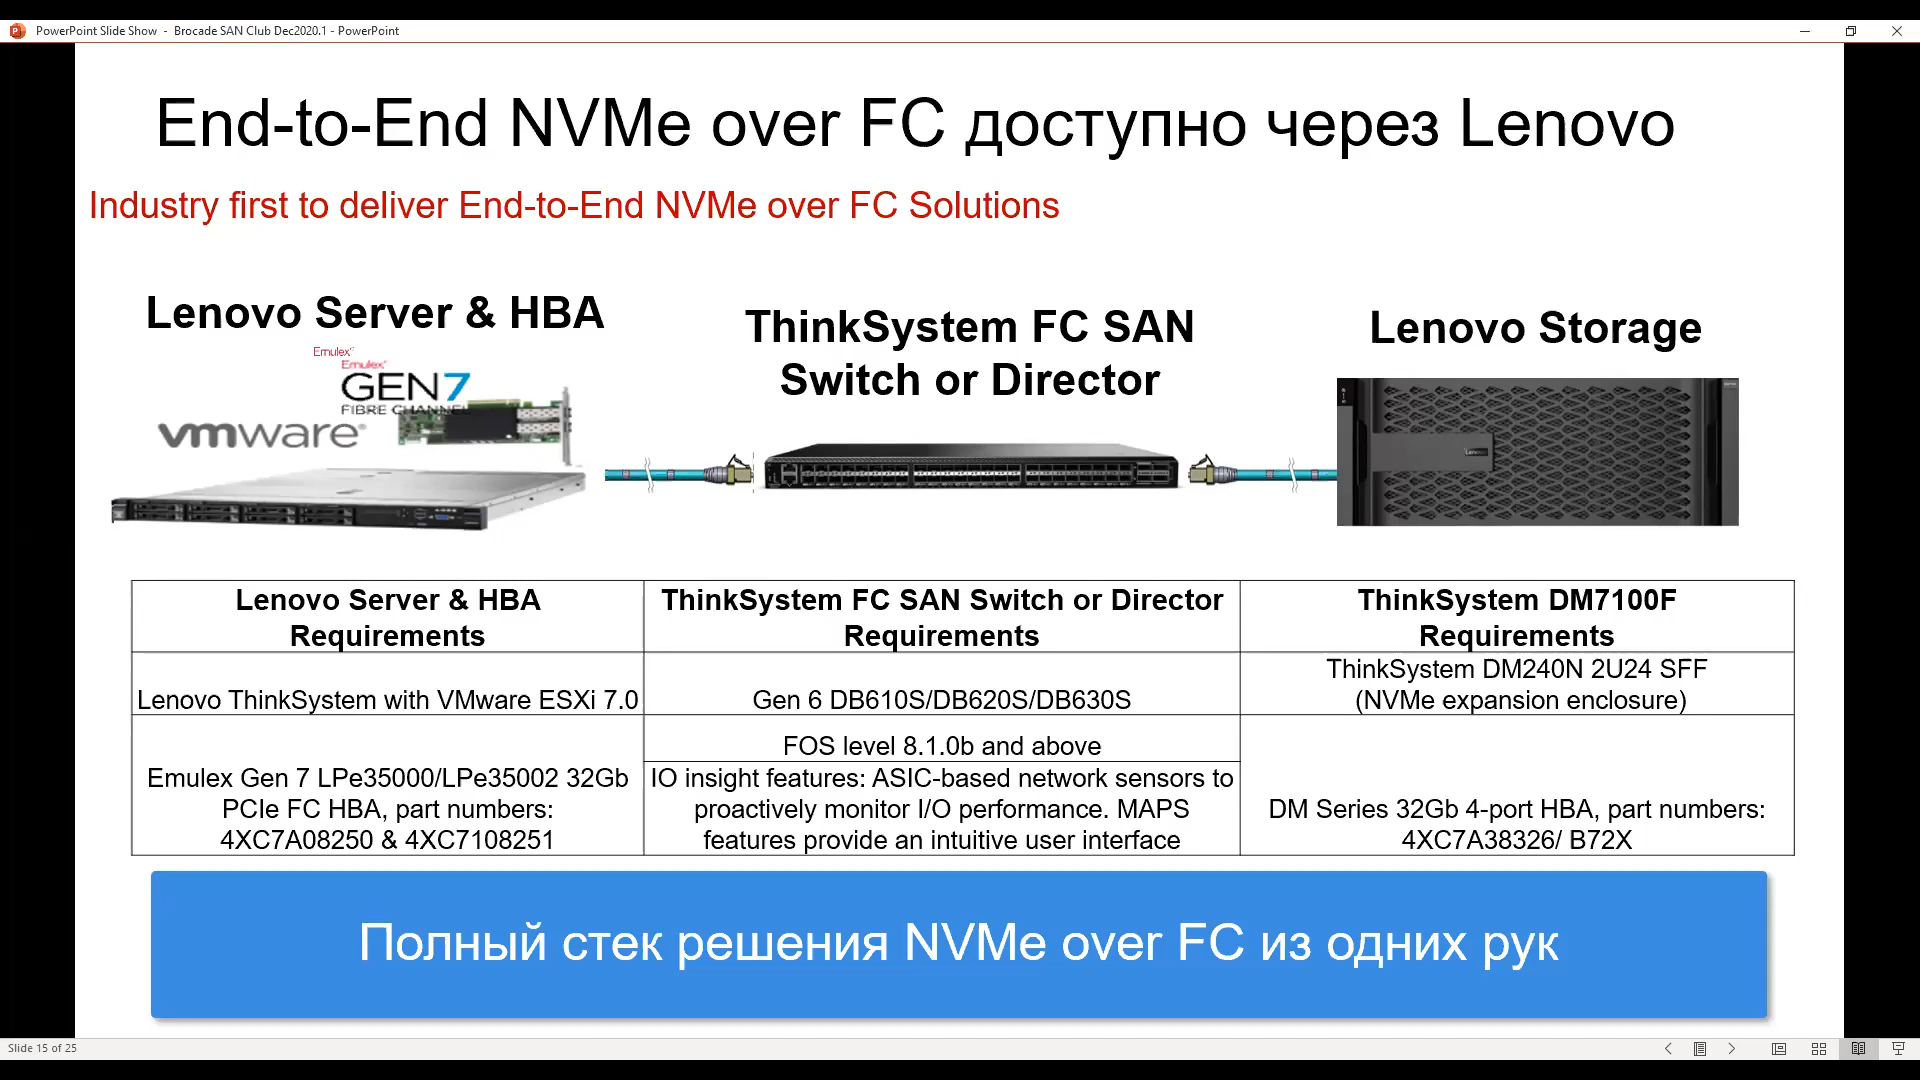 PowerPoint Slide Show - Brocade SAN Club Dec2020.1 - PowerPoint
End-to-End NVMe over FC доступно через Lenovo
Industry first to deliver End-to-End NVMe over FC Solutions
Lenovo Server & HBA
Emulex
Emulex
GEN7
FIBRE CHANNEL
vmware®
ThinkSystem FC SAN
Switch or Director
Lenovo Storage
Lenovo
Lenovo Server & HBA
Requirements
ThinkSystem FC SAN Switch or Director
Requirements
ThinkSystem DM7100F
Requirements
Lenovo ThinkSystem with VMware ESXi 7.0
Gen 6 DB610S/DB620S/DB630S
ThinkSystem DM240N 2U24 SFF
(NVMe expansion enclosure)
Emulex Gen 7 LPe35000/LPe35002 32Gb
PCIe FC HBA, part numbers:
4XC7A08250 & 4XC7108251
FOS level 8.1.0b and above
IO insight features: ASIC-based network sensors to
proactively monitor I/O performance. MAPS
features provide an intuitive user interface
DM Series 32Gb 4-port HBA, part numbers:
4XC7A38326/ B72X
Полный стек решения NVMe over FC из одних рук
Slide 15 of 25